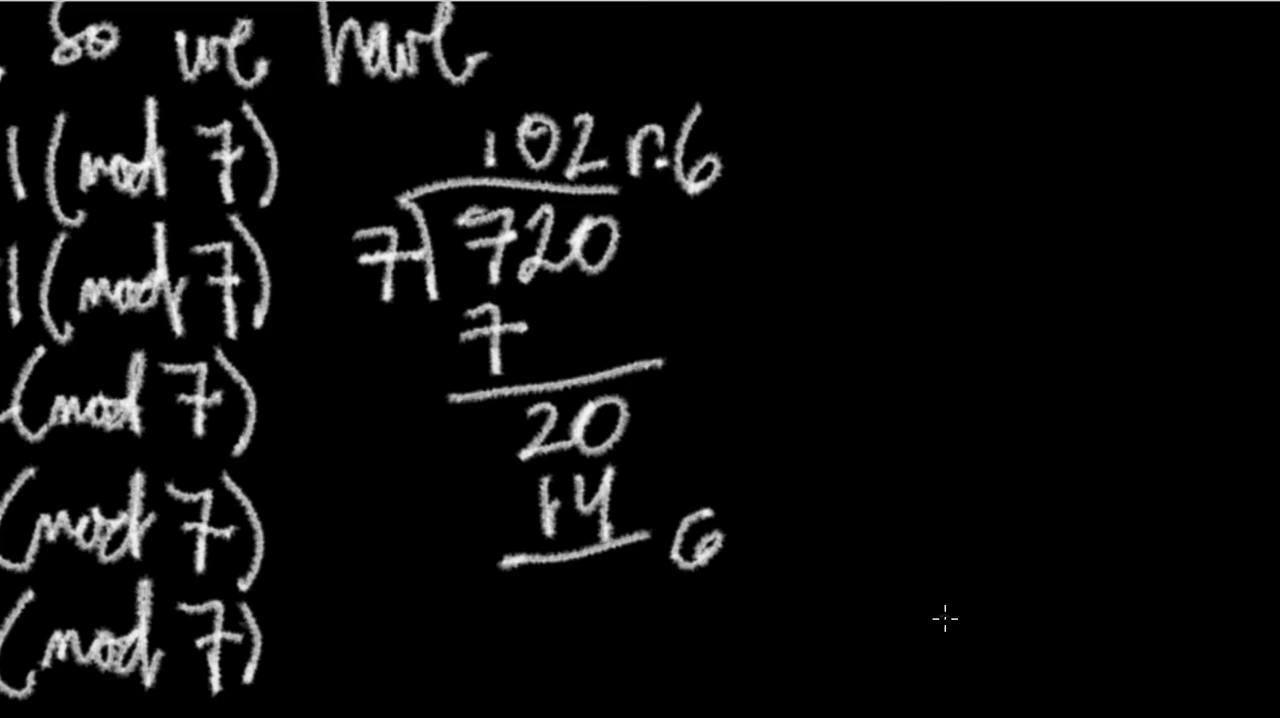 So we have
1 (mod 7)
1 (mod 7)
(mod 7)
(mod 7)
(mod 7)
102 r. 6
7 720
7
20
14
6